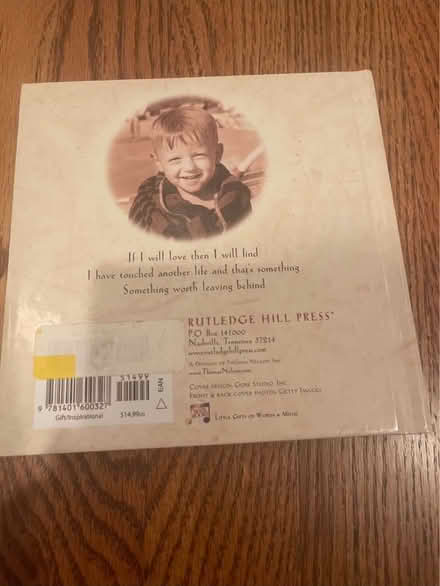 If I will love then I will find
I have touched another life and that's something
Something worth leaving behind
RUTLEDGE HILL PRESS
P.O. Box 141000
Nashville, Tennessee 37214
www.rutledgehillpress.com
A Division of Thomas Nelson, Inc.
www.ThomasNelson.com
Cover design: Gore Studio, Inc.
Front & back cover photos: Getty Images
Little Gifts of Words & Music
51499
EAN
9 781401 600327
Gift/Inspirational
$14.99US